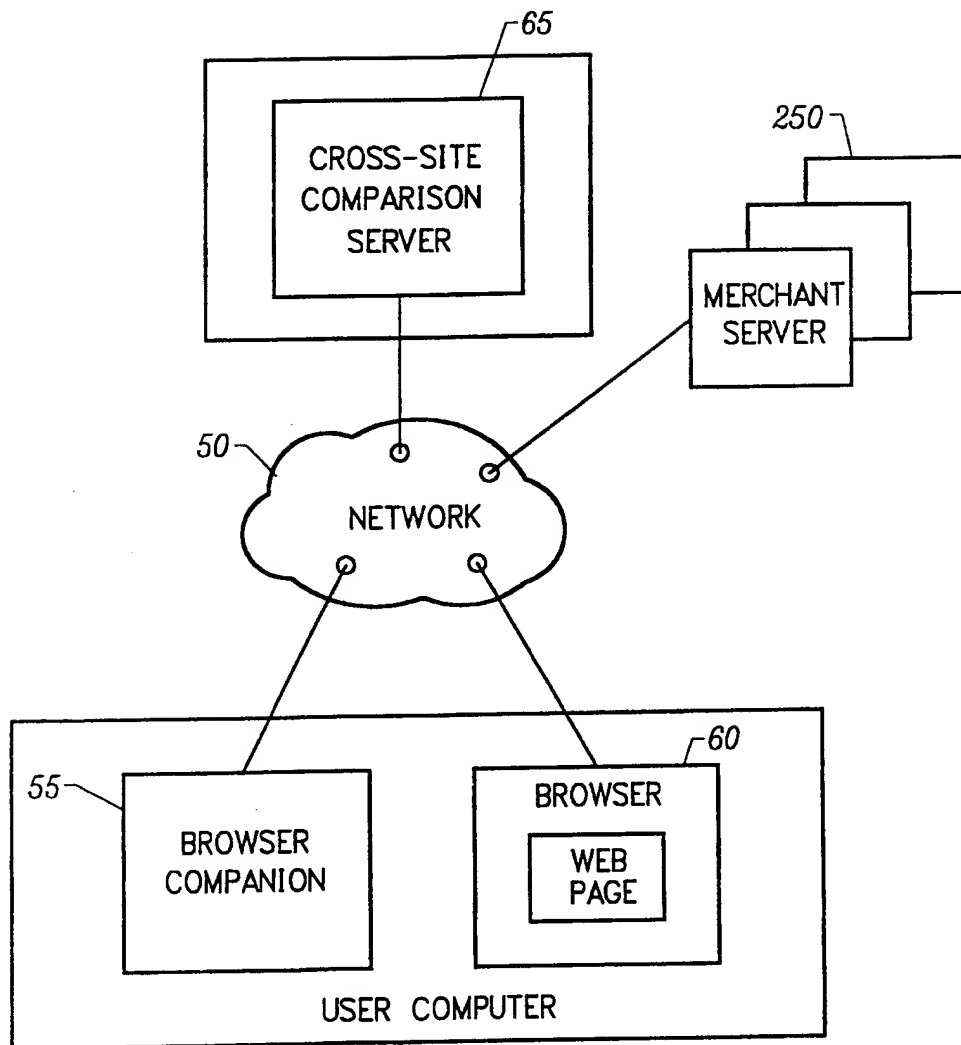 65
CROSS-SITE
COMPARISON
SERVER
250
MERCHANT
SERVER
50
NETWORK
55
BROWSER
COMPANION
60
BROWSER
WEB
PAGE
USER COMPUTER